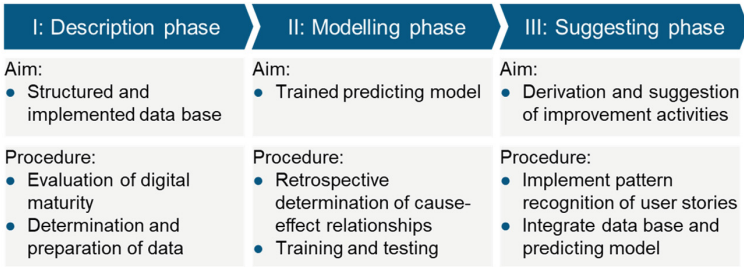 I: Description phase
II: Modelling phase
III: Suggesting phase
Aim:
● Structured and
implemented data base
Aim:
● Trained predicting model
Aim:
● Derivation and suggestion
of improvement activities
Procedure:
● Evaluation of digital
maturity
● Determination and
preparation of data
Procedure:
● Retrospective
determination of cause-
effect relationships
● Training and testing
Procedure:
● Implement pattern
recognition of user stories
● Integrate data base and
predicting model